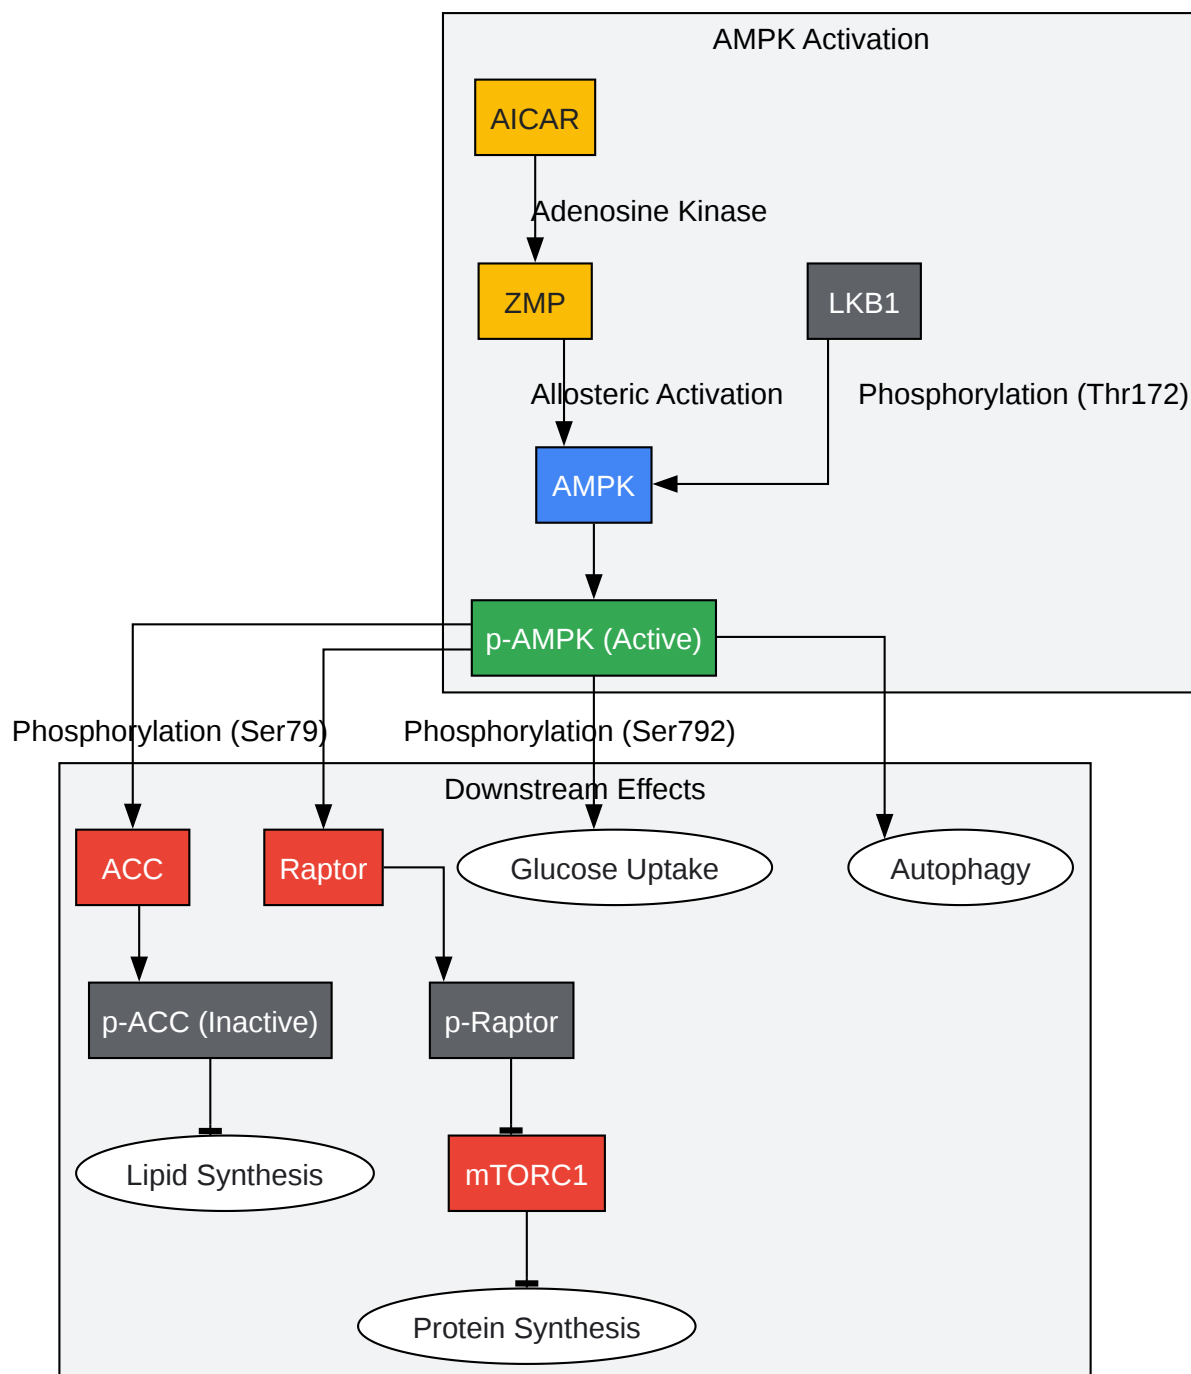 AMPK Activation
AICAR
Adenosine Kinase
ZMP
LKB1
Allosteric Activation
Phosphorylation (Thr172)
AMPK
p-AMPK (Active)
Phosphorylation (Ser79)
Phosphorylation (Ser792)
Downstream Effects
ACC
Raptor
Glucose Uptake
Autophagy
p-ACC (Inactive)
p-Raptor
Lipid Synthesis
mTORC1
Protein Synthesis